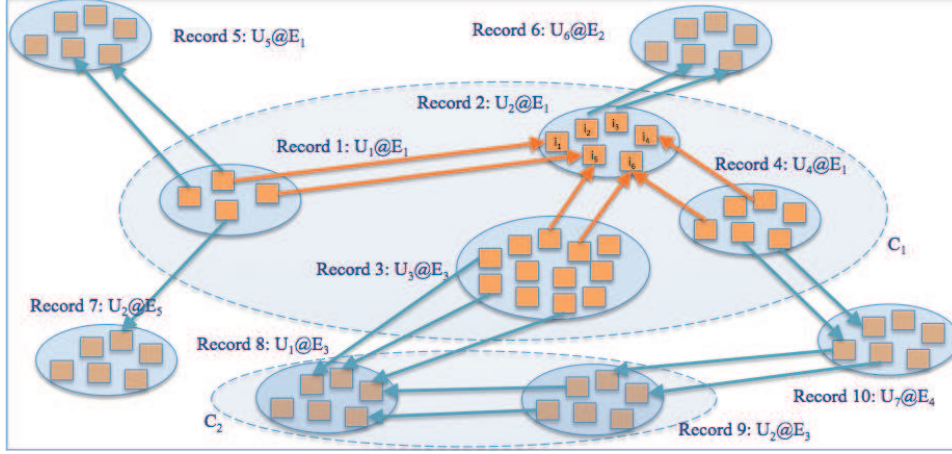 Record 5: U₅@E₁
Record 6: U₆@E₂
Record 2: U₂@E₁
Record 1: U₁@E₁
i₁
i₂
i₃
i₄
i₅
i₆
Record 4: U₄@E₁
C₁
Record 3: U₃@E₃
Record 7: U₂@E₅
Record 8: U₁@E₃
Record 10: U₇@E₄
C₂
Record 9: U₂@E₃